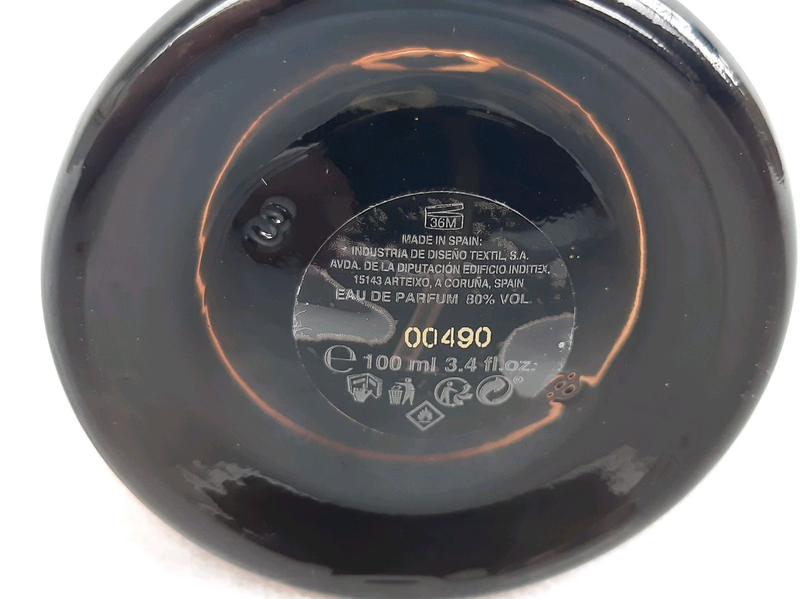 36M
MADE IN SPAIN:
INDUSTRIA DE DISEÑO TEXTIL, S.A.
AVDA. DE LA DIPUTACIÓN EDIFICIO INDITEX,
15143 ARTEIXO, A CORUÑA, SPAIN
EAU DE PARFUM 80% VOL.
00490
℮ 100 ml 3.4 fl.oz.